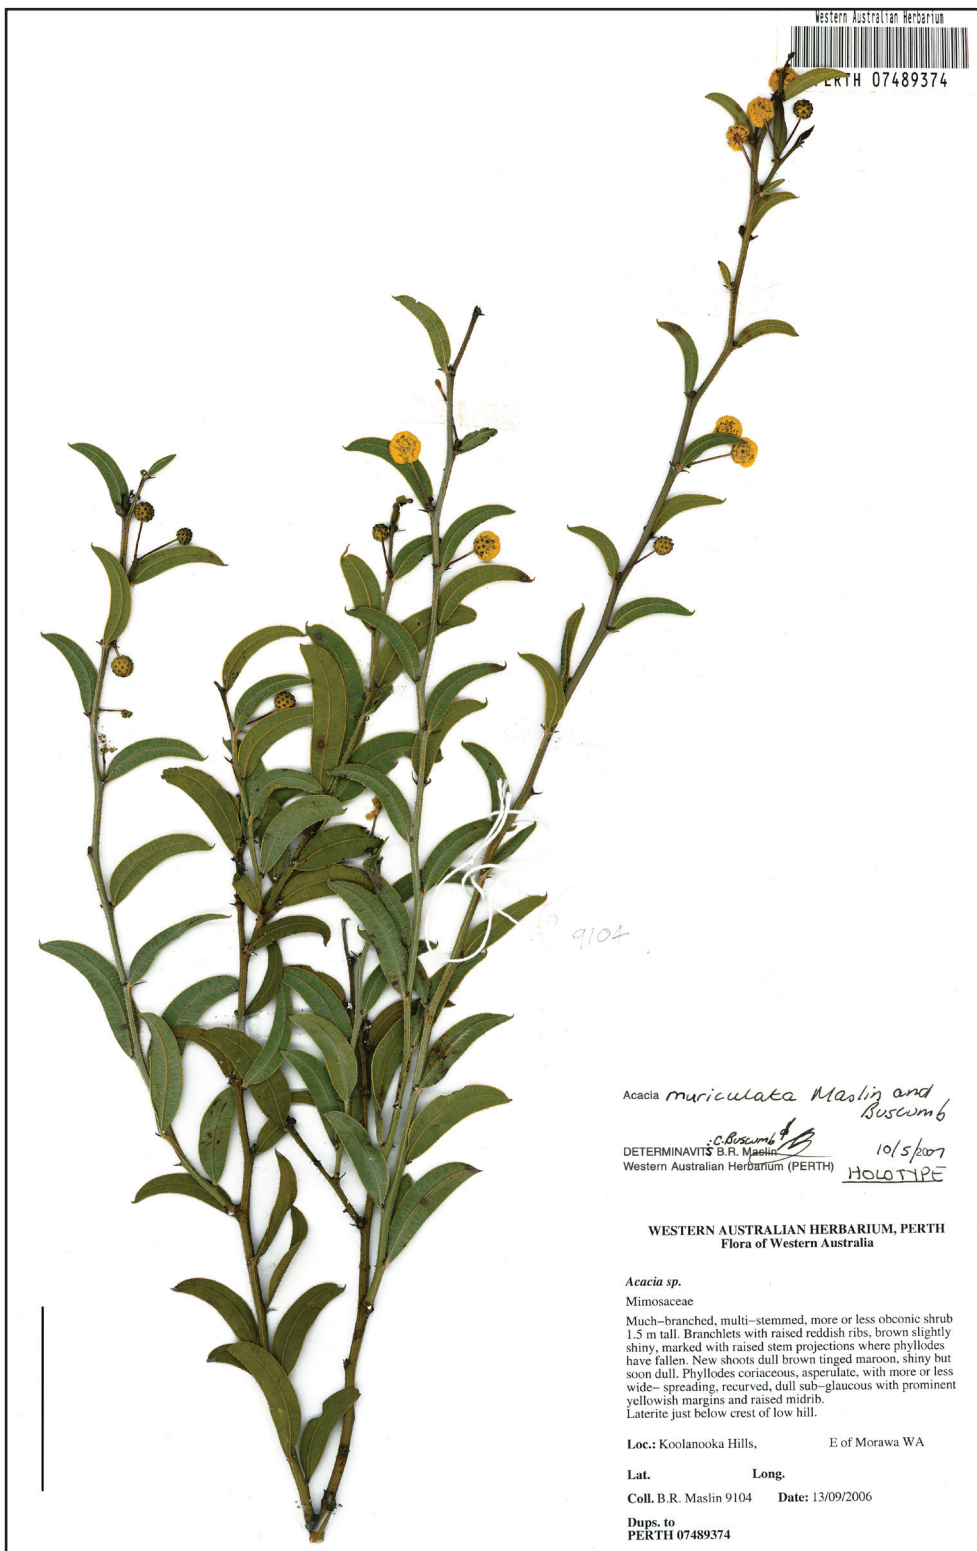 Western Australian Herbarium
PERTH 07489374
9104
Acacia muriculata Maslin and
Buscumb
: C. Buscumb &
DETERMINAVITS B.R. Maslin
10/5/2007
Western Australian Herbarium (PERTH)
HOLOTYPE
WESTERN AUSTRALIAN HERBARIUM, PERTH
Flora of Western Australia
Acacia sp.
Mimosaceae
Much–branched, multi–stemmed, more or less obconic shrub
1.5 m tall. Branchlets with raised reddish ribs, brown slightly
shiny, marked with raised stem projections where phyllodes
have fallen. New shoots dull brown tinged maroon, shiny but
soon dull. Phyllodes coriaceous, asperulate, with more or less
wide– spreading, recurved, dull sub–glaucous with prominent
yellowish margins and raised midrib.
Laterite just below crest of low hill.
Loc.: Koolanooka Hills, E of Morawa WA
Lat. Long.
Coll. B.R. Maslin 9104 Date: 13/09/2006
Dups. to
PERTH 07489374